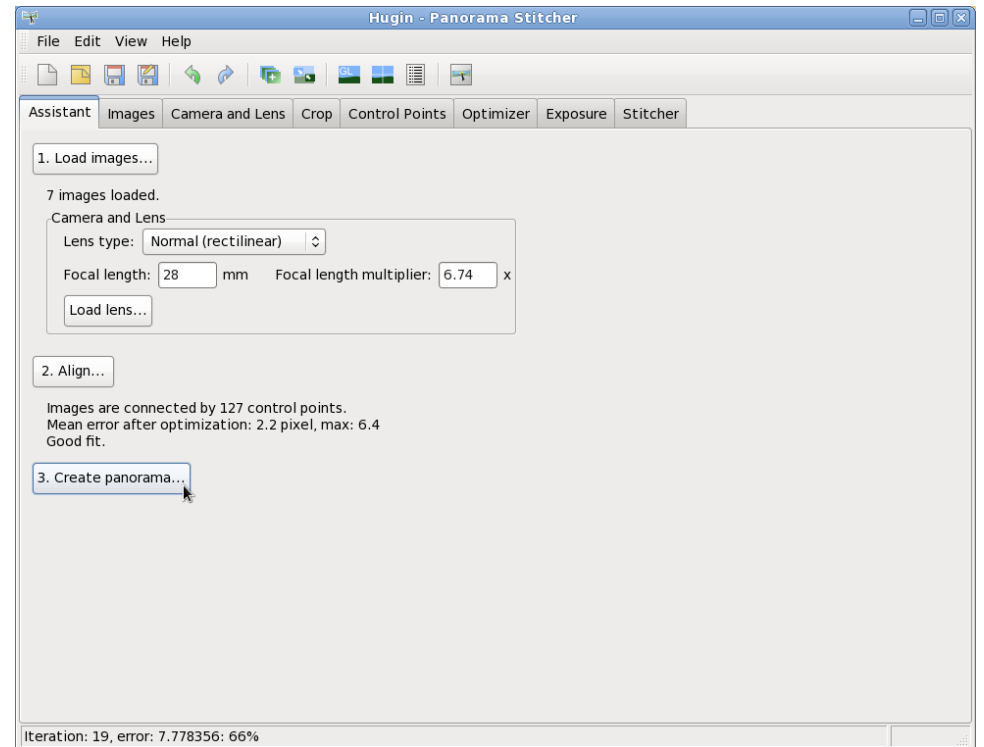 Hugin - Panorama Stitcher
File Edit View Help
GL
Assistant Images Camera and Lens Crop Control Points Optimizer Exposure Stitcher
1. Load images...
7 images loaded.
Camera and Lens
Lens type: Normal (rectilinear)
Focal length: 28 mm Focal length multiplier: 6.74 x
Load lens...
2. Align...
Images are connected by 127 control points.
Mean error after optimization: 2.2 pixel, max: 6.4
Good fit.
3. Create panorama...
Iteration: 19, error: 7.778356: 66%